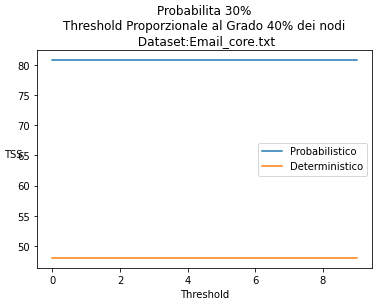 Probabilita 30%
Threshold Proporzionale al Grado 40% dei nodi
Dataset:Email_core.txt
80
75
70
TSS
65
60
55
50
Probabilistico
Deterministico
0 2 4 6 8
Threshold